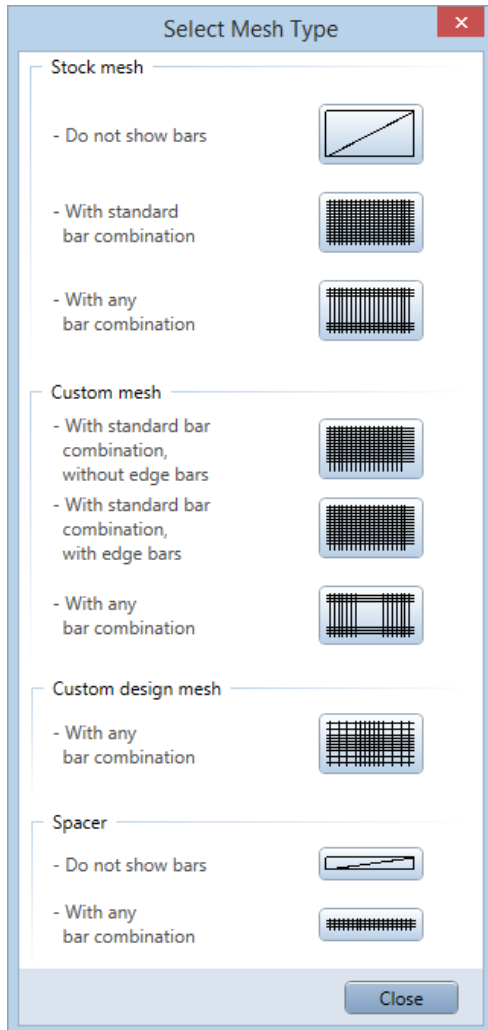 Select Mesh Type
Stock mesh
- Do not show bars
- With standard
bar combination
- With any
bar combination
Custom mesh
- With standard bar
combination,
without edge bars
- With standard bar
combination,
with edge bars
- With any
bar combination
Custom design mesh
- With any
bar combination
Spacer
- Do not show bars
- With any
bar combination
Close